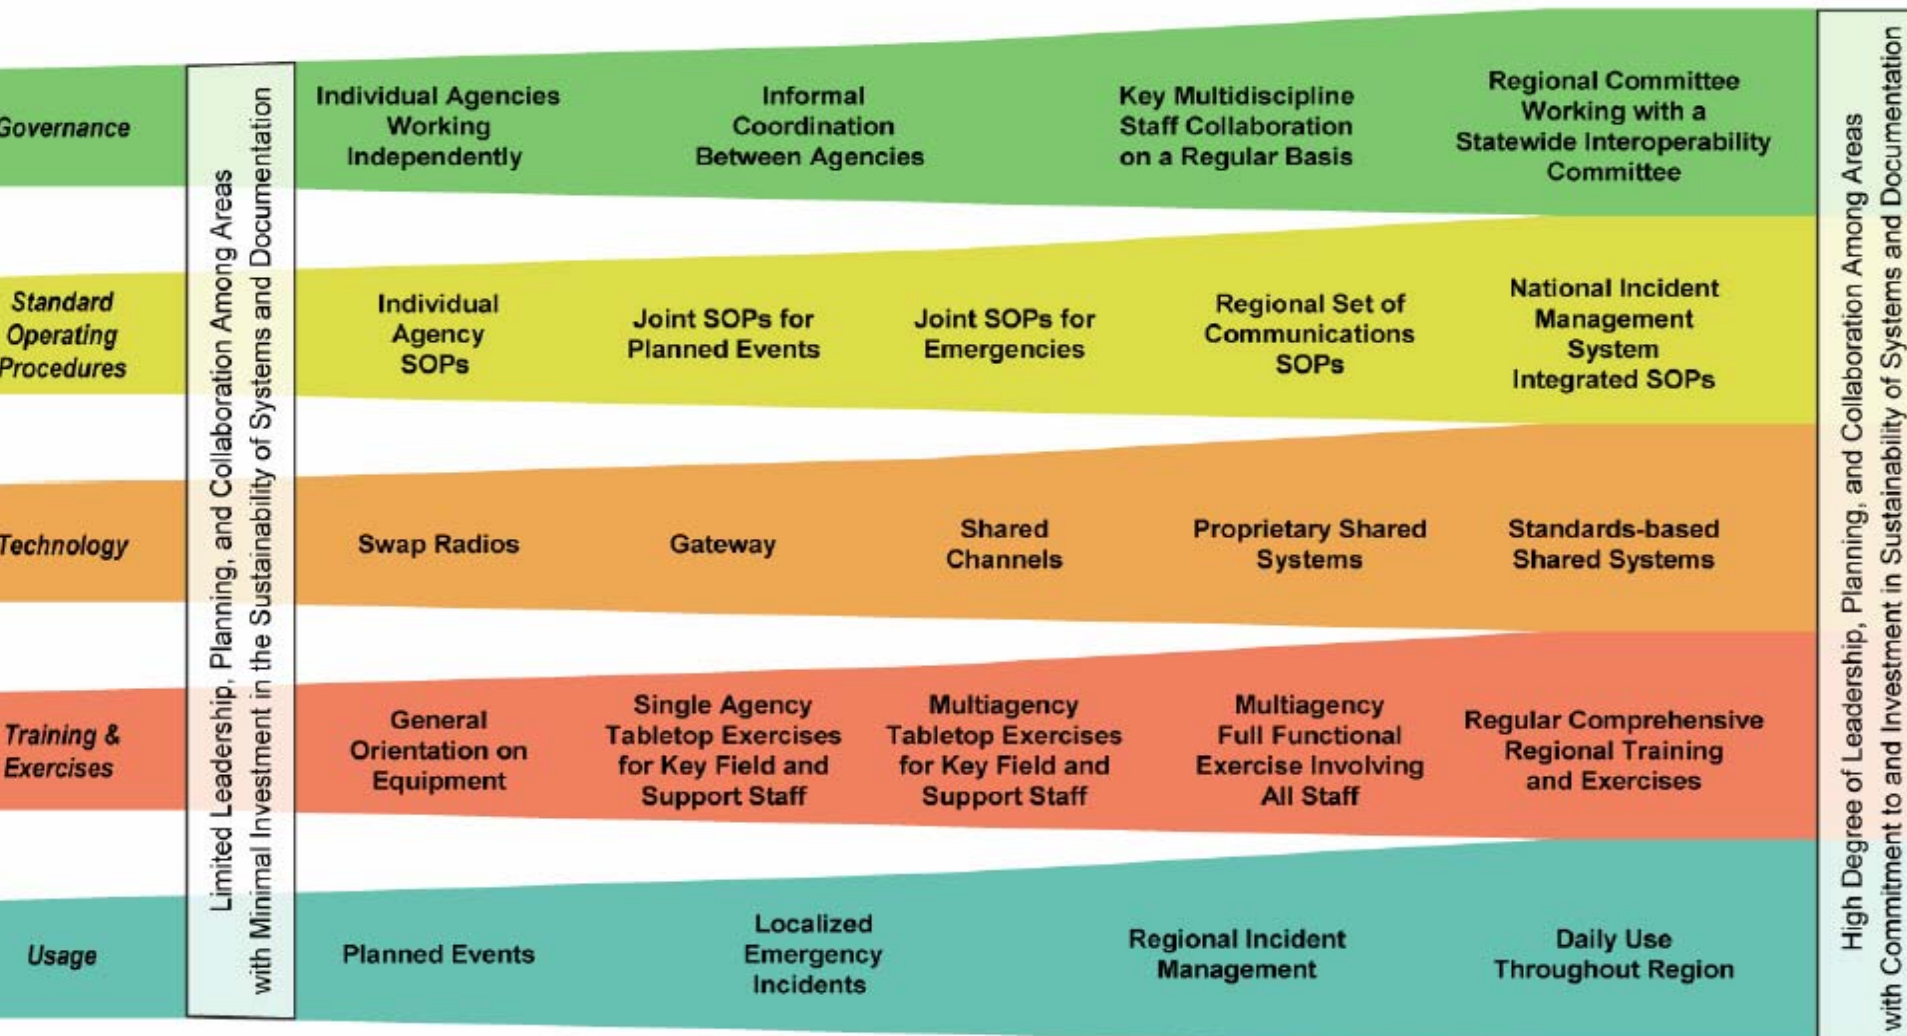 Governance
Individual Agencies
Working
Independently
Informal
Coordination
Between Agencies
Key Multidiscipline
Staff Collaboration
on a Regular Basis
Regional Committee
Working with a
Statewide Interoperability
Committee
Standard
Operating
Procedures
Individual
Agency
SOPs
Joint SOPs for
Planned Events
Joint SOPs for
Emergencies
Regional Set of
Communications
SOPs
National Incident
Management
System
Integrated SOPs
Technology
Swap Radios
Gateway
Shared
Channels
Proprietary Shared
Systems
Standards-based
Shared Systems
Training &
Exercises
General
Orientation on
Equipment
Single Agency
Tabletop Exercises
for Key Field and
Support Staff
Multiagency
Tabletop Exercises
for Key Field and
Support Staff
Multiagency
Full Functional
Exercise Involving
All Staff
Regular Comprehensive
Regional Training
and Exercises
Usage
Planned Events
Localized
Emergency
Incidents
Regional Incident
Management
Daily Use
Throughout Region
Limited Leadership, Planning, and Collaboration Among Areas
with Minimal Investment in the Sustainability of Systems and Documentation
High Degree of Leadership, Planning, and Collaboration Among Areas
with Commitment to and Investment in Sustainability of Systems and Documentation